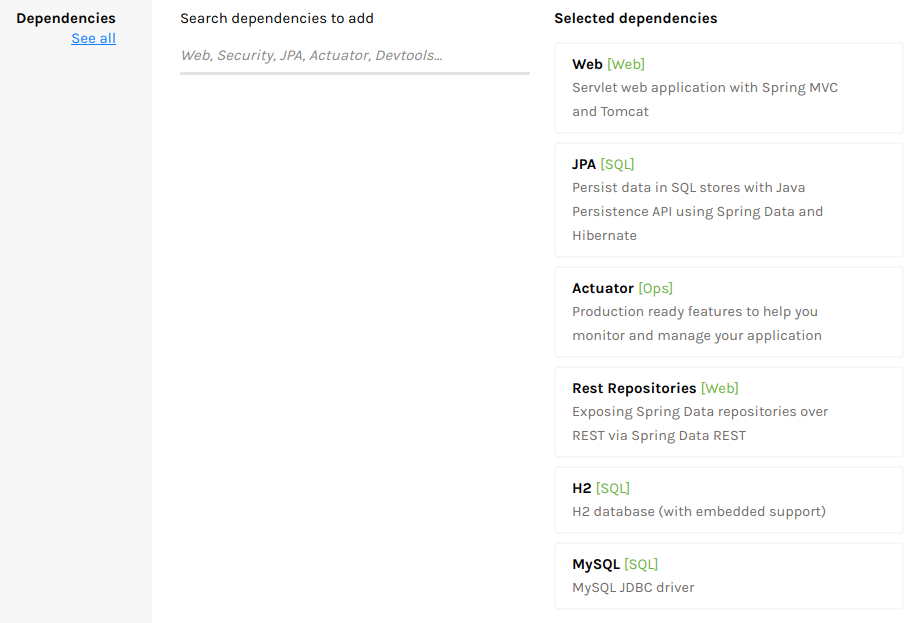 Dependencies
See all
Search dependencies to add
Web, Security, JPA, Actuator, Devtools...
Selected dependencies
Web [Web]
Servlet web application with Spring MVC
and Tomcat
JPA [SQL]
Persist data in SQL stores with Java
Persistence API using Spring Data and
Hibernate
Actuator [Ops]
Production ready features to help you
monitor and manage your application
Rest Repositories [Web]
Exposing Spring Data repositories over
REST via Spring Data REST
H2 [SQL]
H2 database (with embedded support)
MySQL [SQL]
MySQL JDBC driver